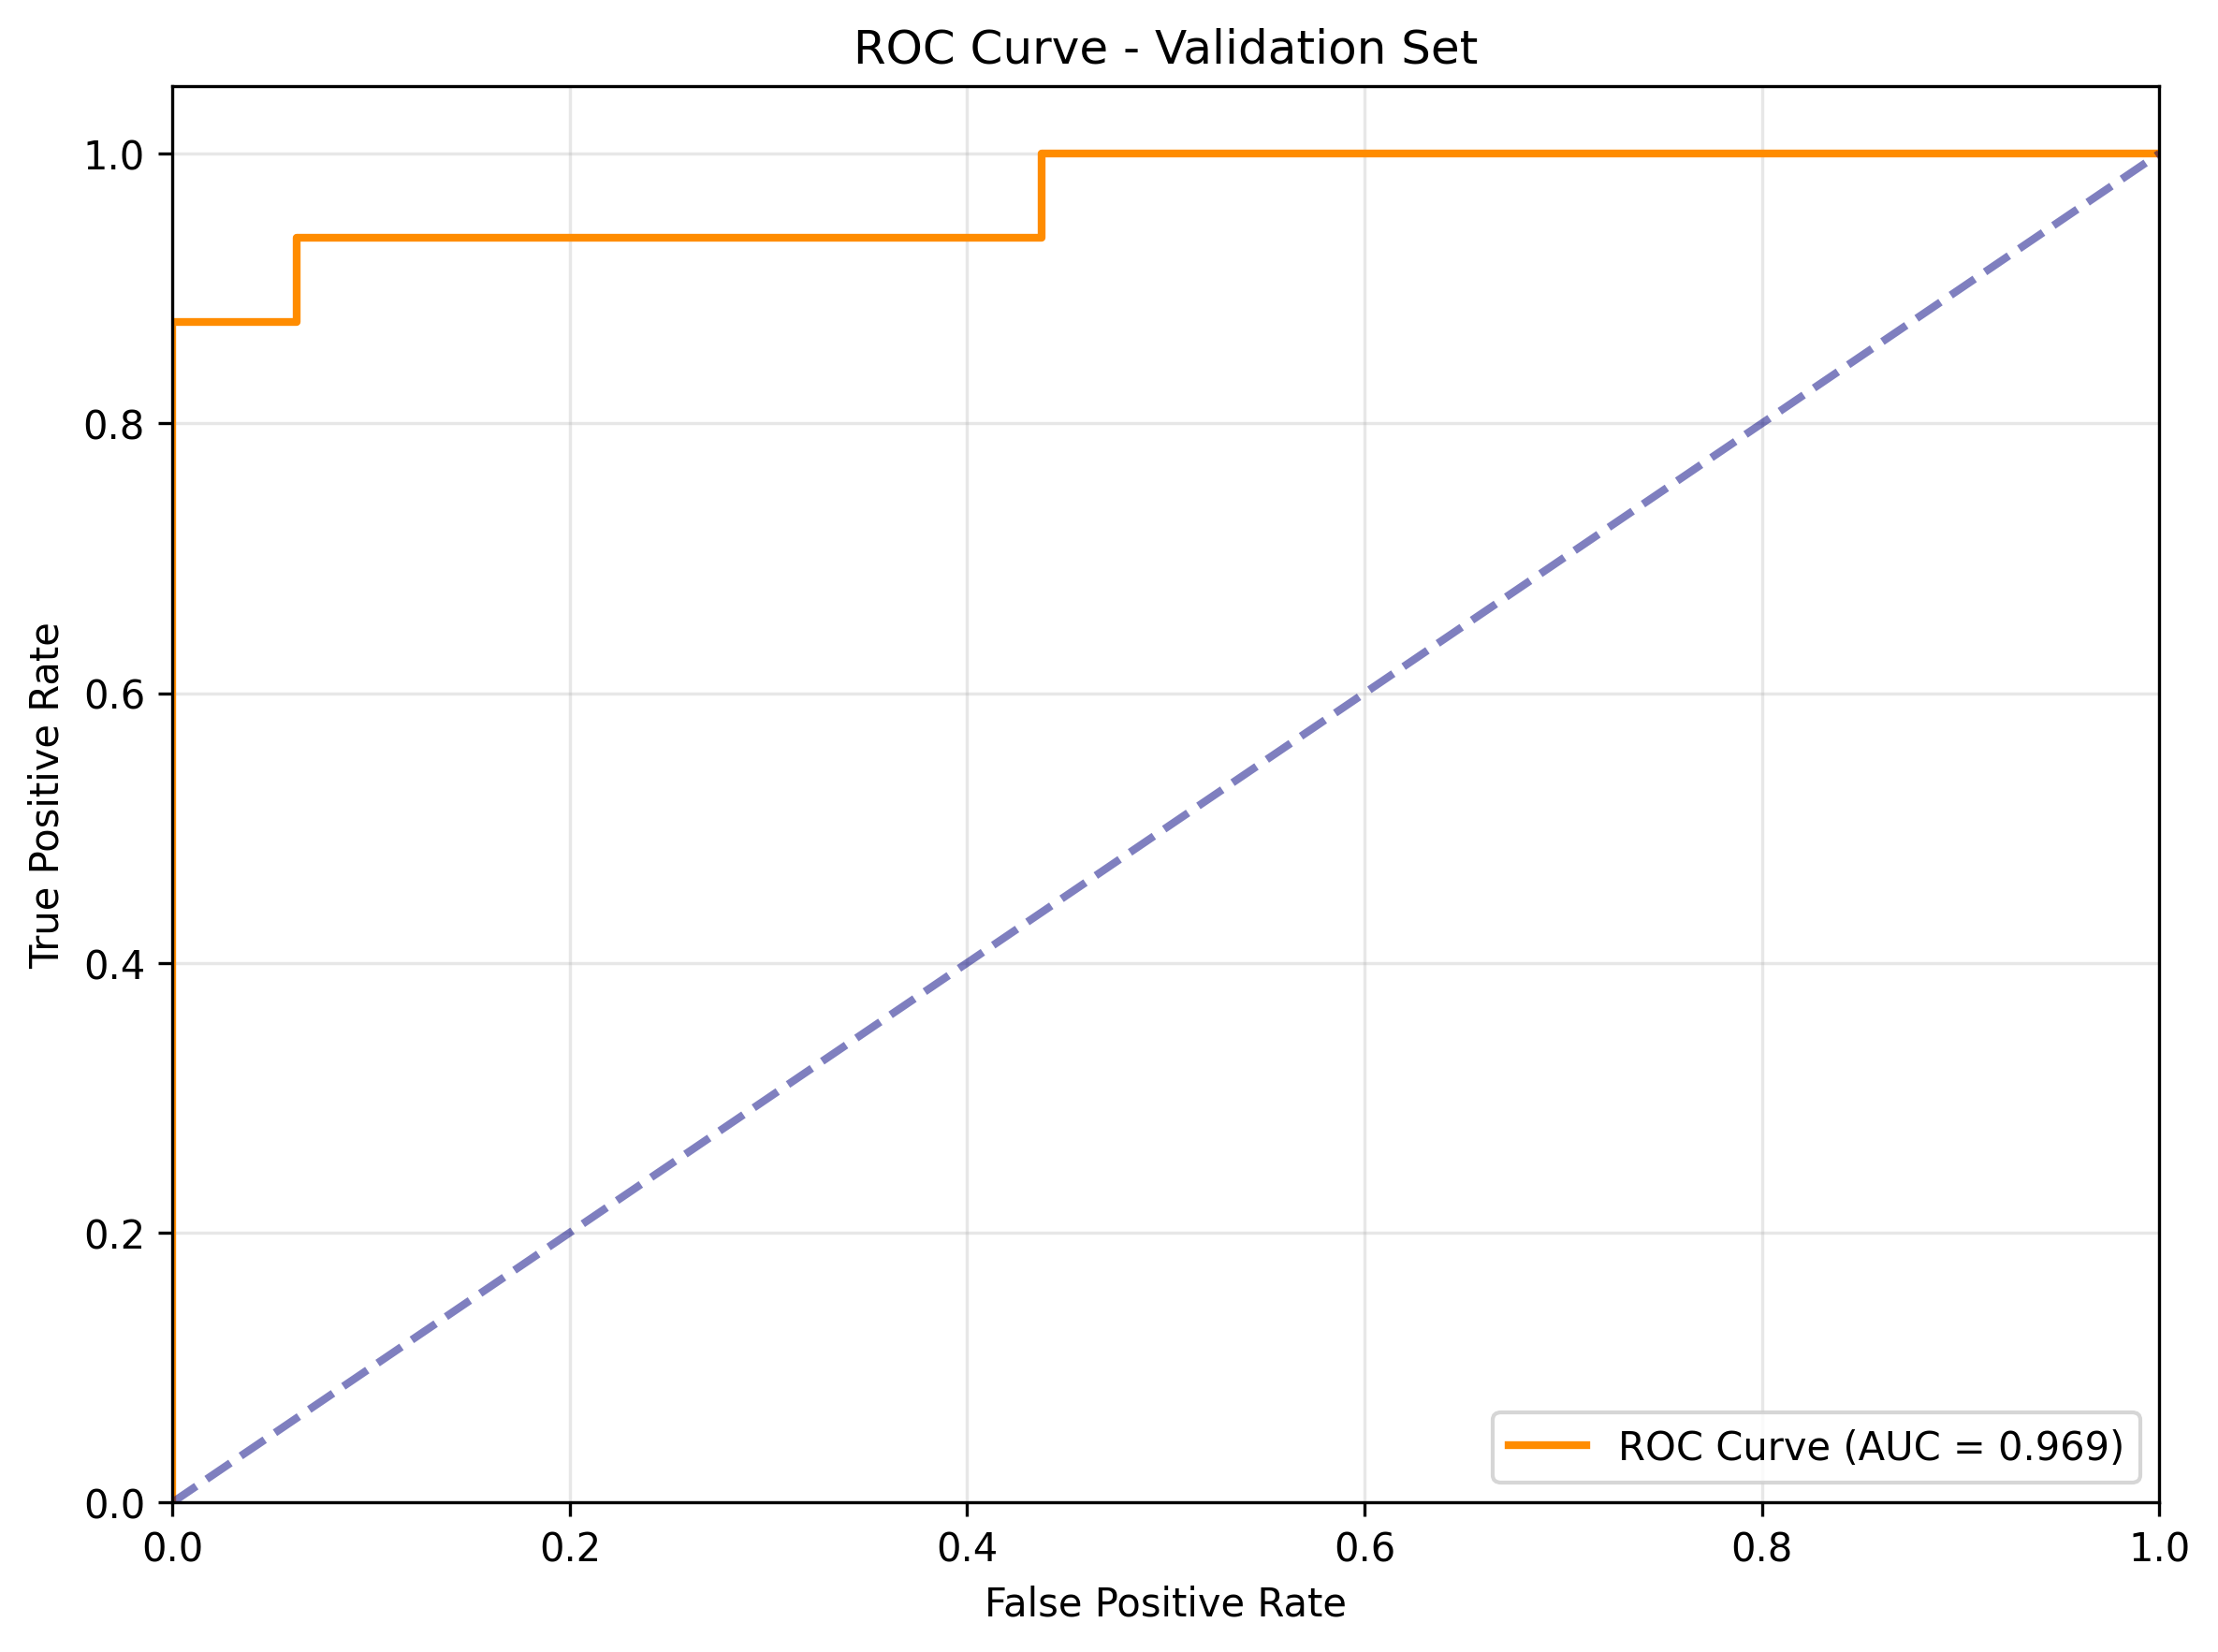 ROC Curve - Validation Set
True Positive Rate
1.0
0.8
0.6
0.4
0.2
0.0
0.0 0.2 0.4 0.6 0.8 1.0
False Positive Rate
ROC Curve (AUC = 0.969)